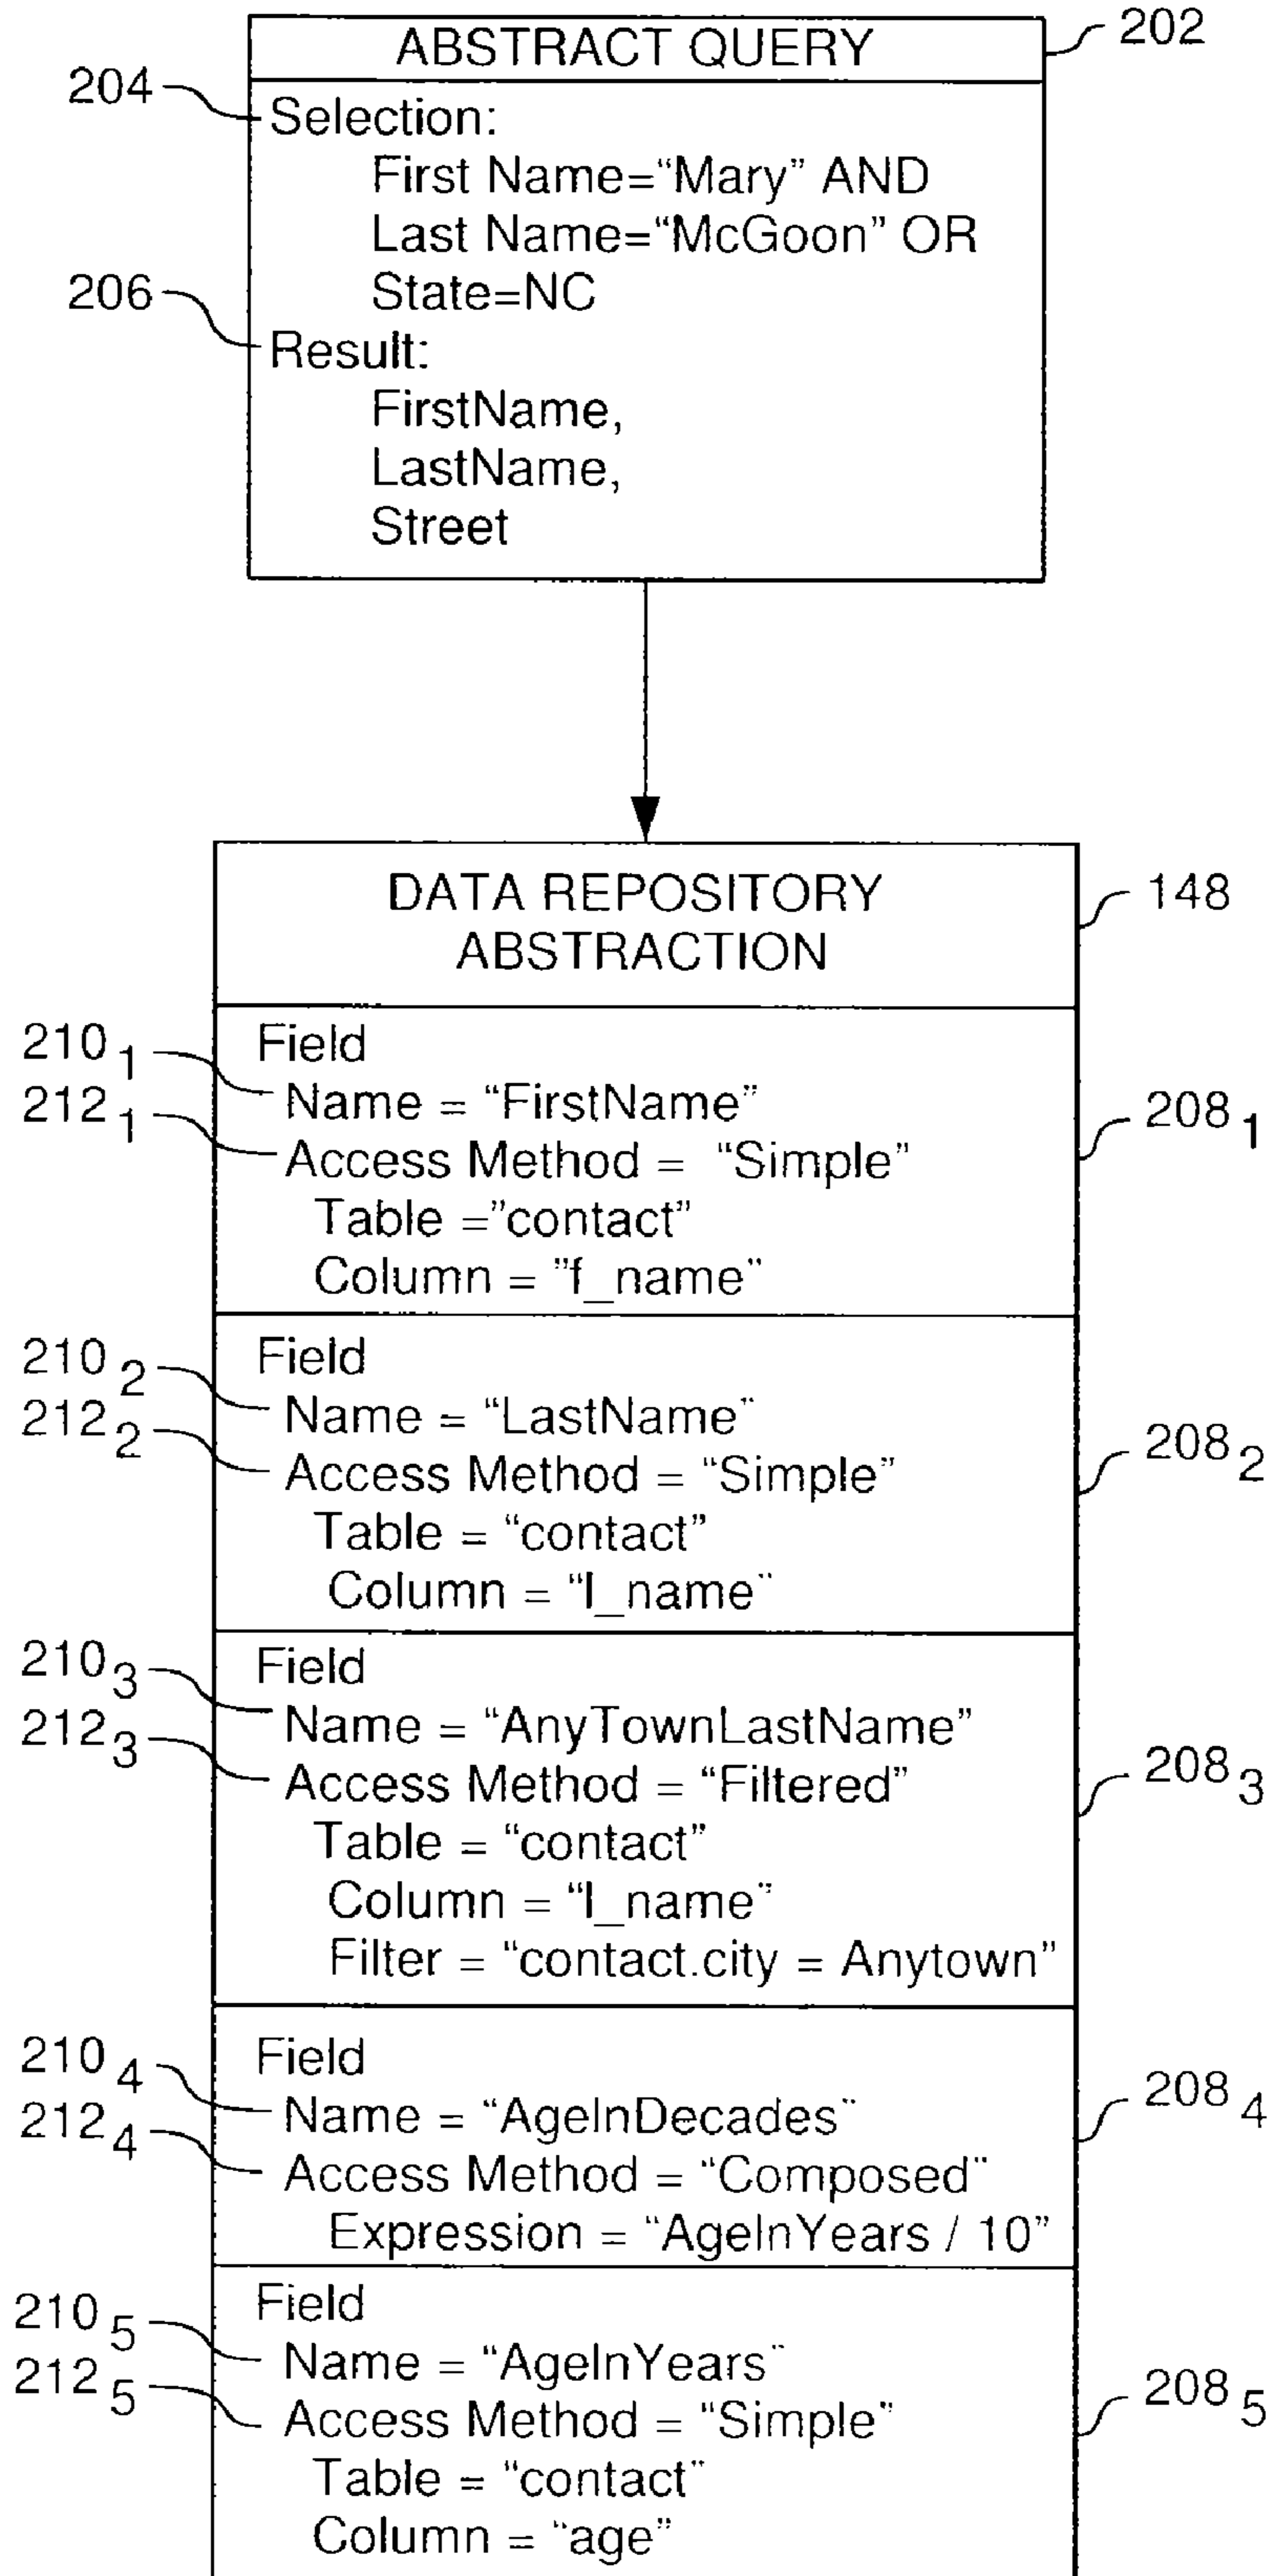 ABSTRACT QUERY
202
204
Selection:
First Name=“Mary” AND
Last Name=“McGoon” OR
State=NC
206
Result:
FirstName,
LastName,
Street
DATA REPOSITORY
ABSTRACTION
148
210 1
Field
Name = “FirstName”
212 1
Access Method = “Simple”
208 1
Table =”contact”
Column = ”f_name”
210 2
Field
Name = “LastName”
212 2
Access Method = “Simple”
208 2
Table = “contact”
Column = “l_name”
210 3
Field
Name = “AnyTownLastName”
212 3
Access Method = “Filtered”
208 3
Table = “contact”
Column = “l_name”
Filter = “contact.city = Anytown”
210 4
Field
Name = “AgeInDecades”
212 4
Access Method = “Composed”
208 4
Expression = “AgeInYears / 10”
210 5
Field
Name = “AgeInYears”
212 5
Access Method = “Simple”
208 5
Table = “contact”
Column = “age”